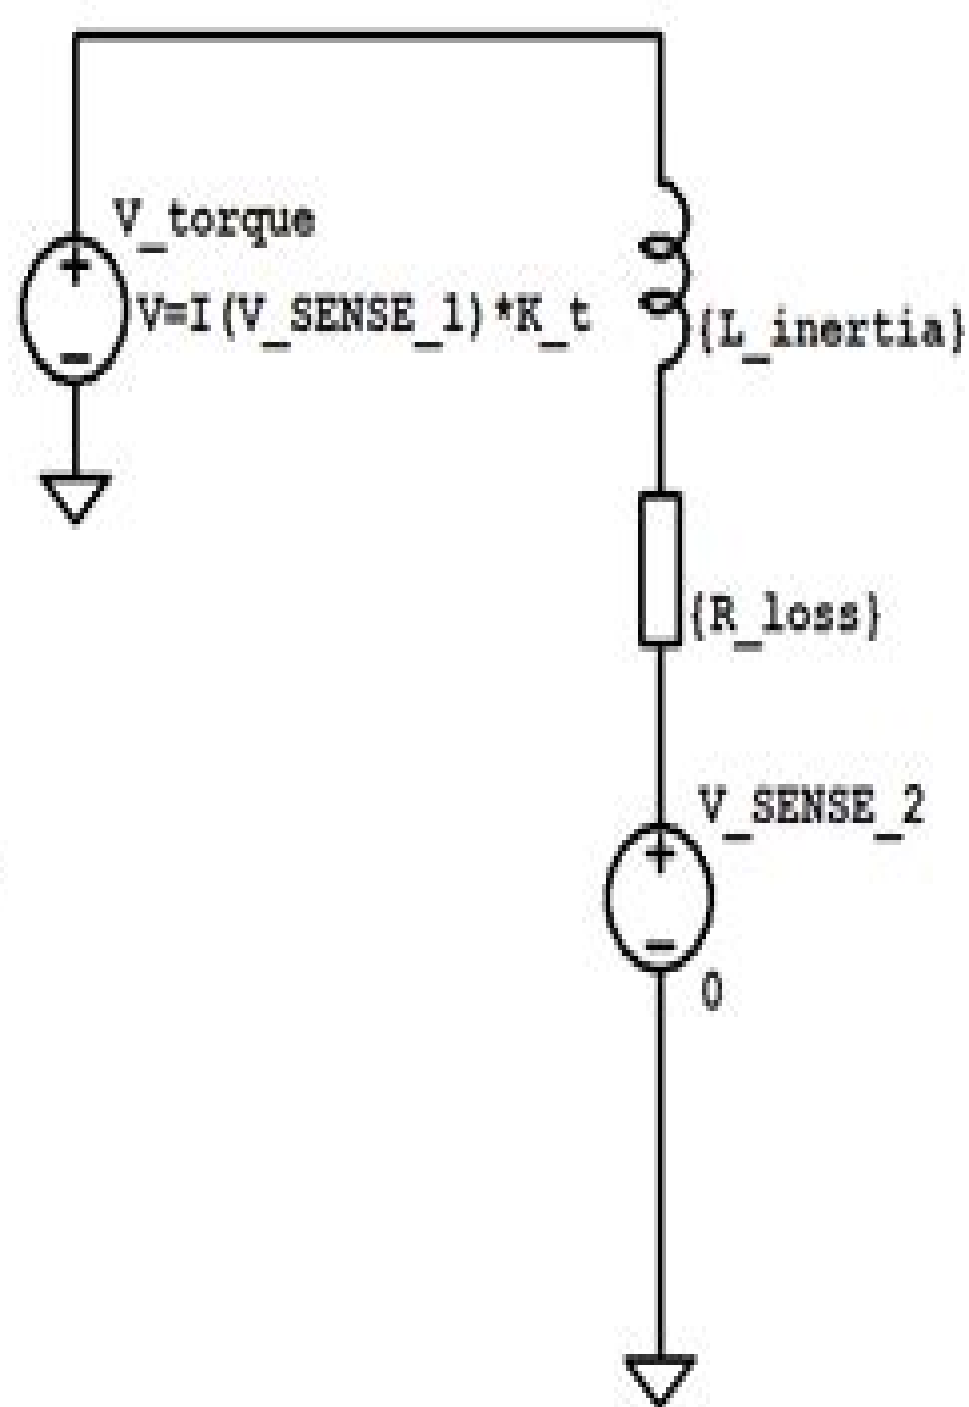 V_torque
V=I(V_SENSE_1)*K_t
{L_inertia}
{R_loss}
V_SENSE_2
0